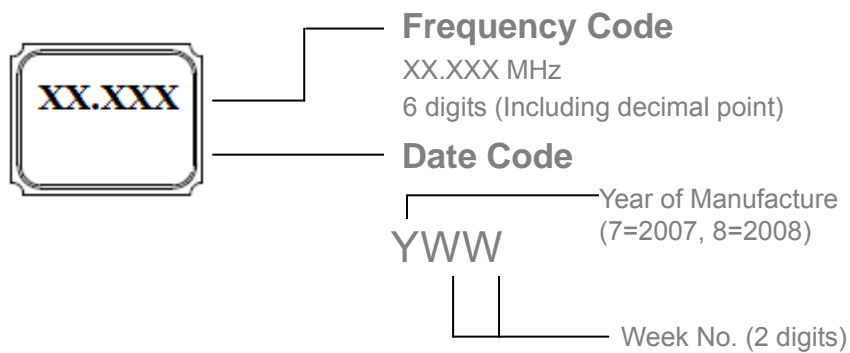 XX.XXX
Frequency Code
XX.XXX MHz
6 digits (Including decimal point)
Date Code
Year of Manufacture
(7=2007, 8=2008)
YWW
Week No. (2 digits)